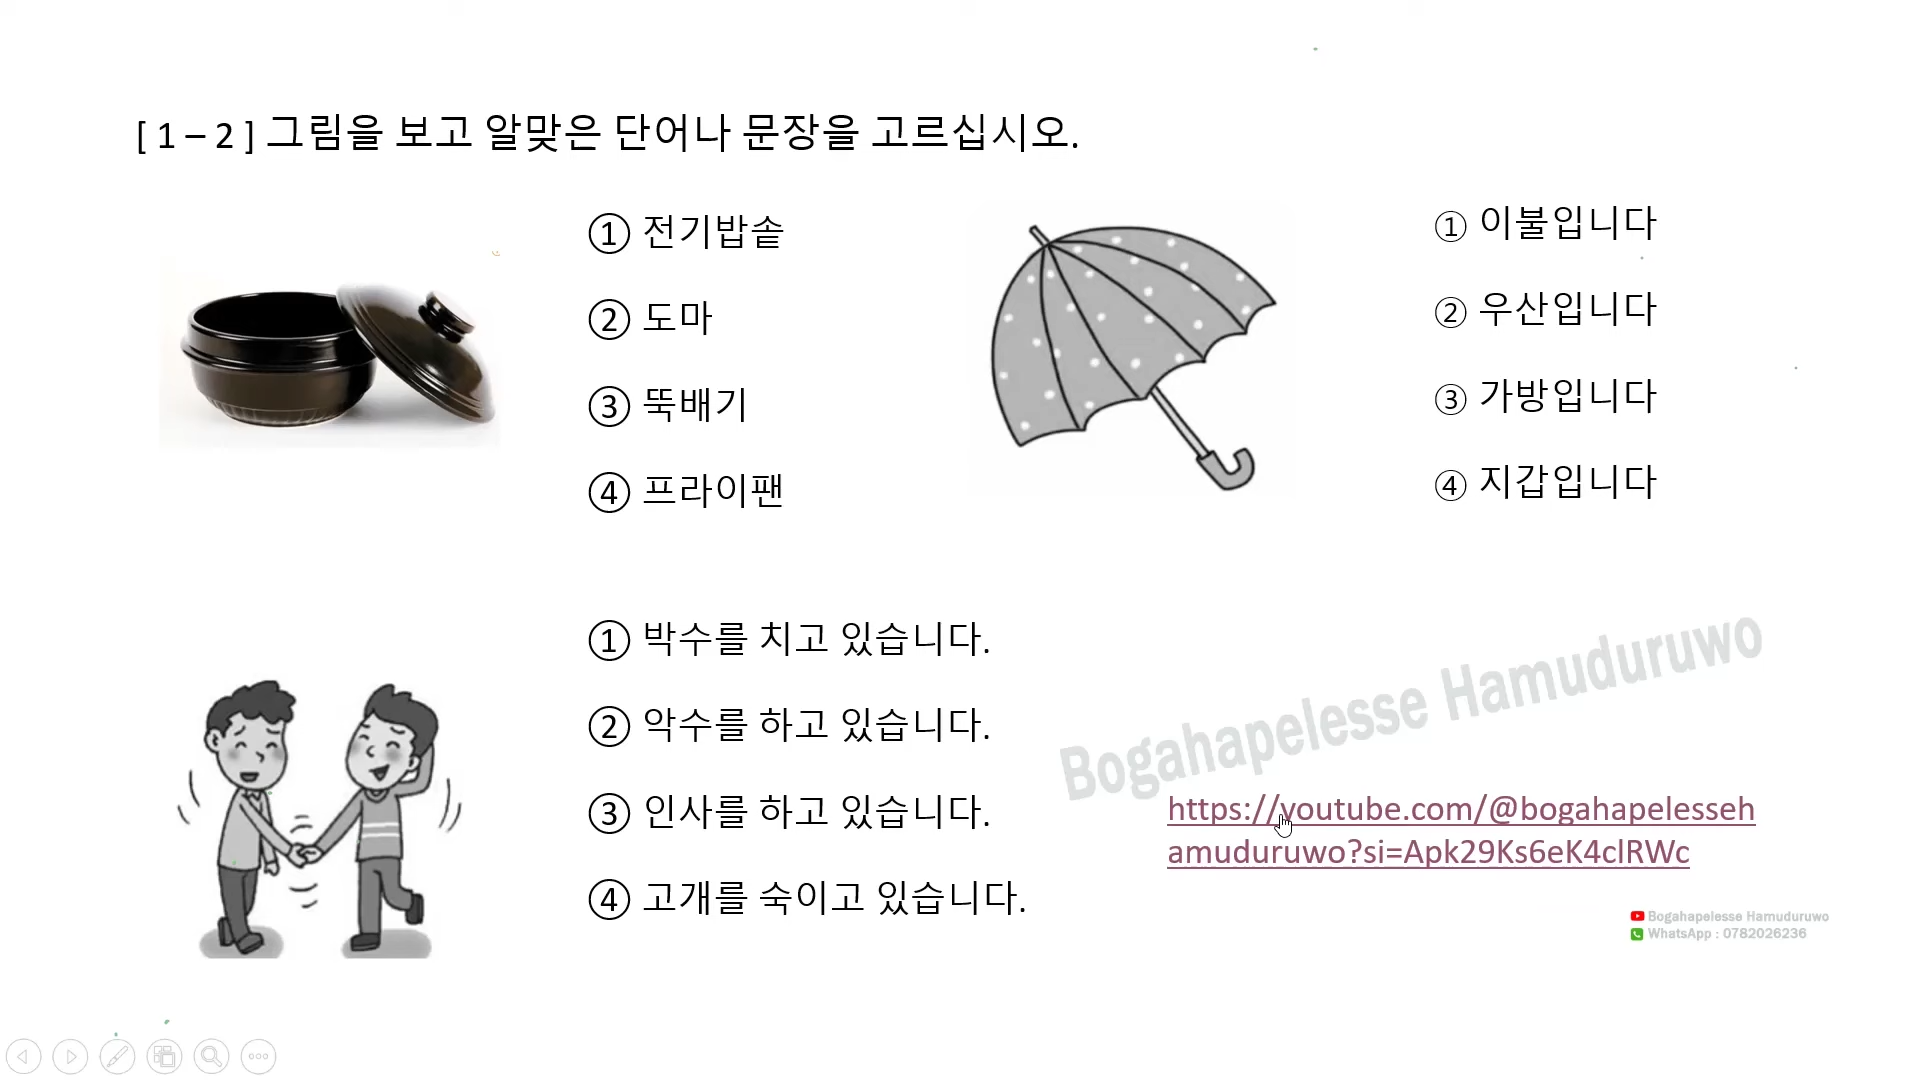 [ 1 – 2 ] 그림을 보고 알맞은 단어나 문장을 고르십시오.
① 전기밥솥
② 도마
③ 뚝배기
④ 프라이팬
① 이불입니다
② 우산입니다
③ 가방입니다
④ 지갑입니다
① 박수를 치고 있습니다.
② 악수를 하고 있습니다.
③ 인사를 하고 있습니다.
④ 고개를 숙이고 있습니다.
Bogahapelesse Hamuduruwo
https://youtube.com/@bogahapelesseh
amuduruwo?si=Apk29Ks6eK4clRWc
Bogahapelesse Hamuduruwo
WhatsApp : 0782026236